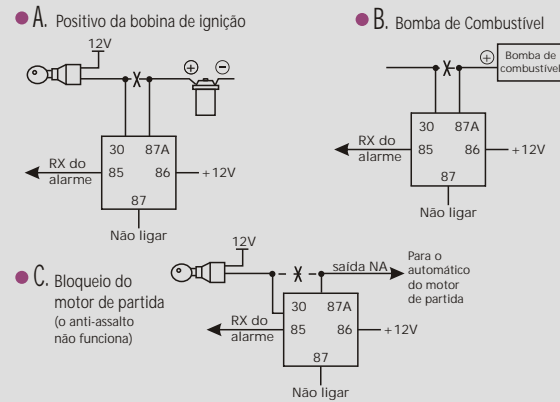 A. Positivo da bobina de ignição
12V
+ −
30 87A
RX do
alarme
85 86
+12V
87
Não ligar
B. Bomba de Combustível
+
Bomba de
combustível
30 87A
RX do
alarme
85 86
+12V
87
Não ligar
C. Bloqueio do
motor de partida
(o anti-assalto
não funciona)
12V
saída NA
Para o
automático
do motor
de partida
30 87A
RX do
alarme
85 86
+12V
87
Não ligar